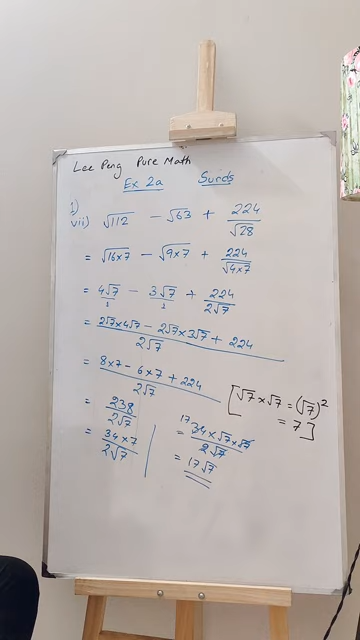 Lee Peng Pure Math
Ex 2a Surds
i)
vii) √112 - √63 + 224/√28
= √16×7 - √9×7 + 224/√4×7
= 4√7/1 - 3√7/1 + 224/2√7
= 2√7×4√7 - 2√7×3√7 + 224/2√7
= 8×7 - 6×7 + 224/2√7
[√7×√7 = (√7)²
= 7]
= 238/2√7
= 34×7/2√7
= 17 34×√7×√7/2√7
= 17√7